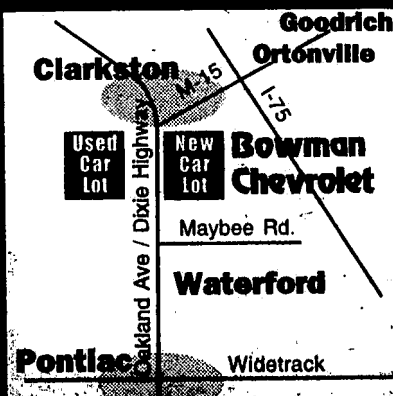 Goodrich
Ortonville
Clarkston
M-15
I-75
Used
Car
Lot
New
Car
Lot
Bowman
Chevrolet
Oakland Ave / Dixie Highway
Maybee Rd.
Waterford
Pontiac
Widetrack